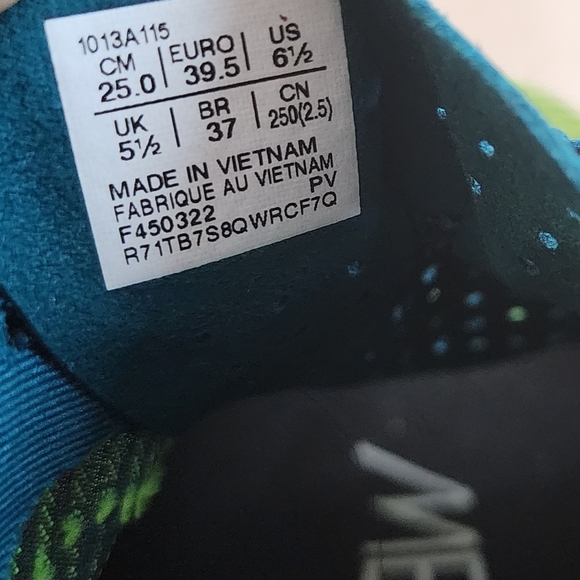 1013A115
CM 25.0 | EURO 39.5 | US 6½
UK 5½ | BR 37 | CN 250(2.5)
MADE IN VIETNAM
FABRIQUE AU VIETNAM
F450322 PV
R71TB7S8QWRCF7Q
ME